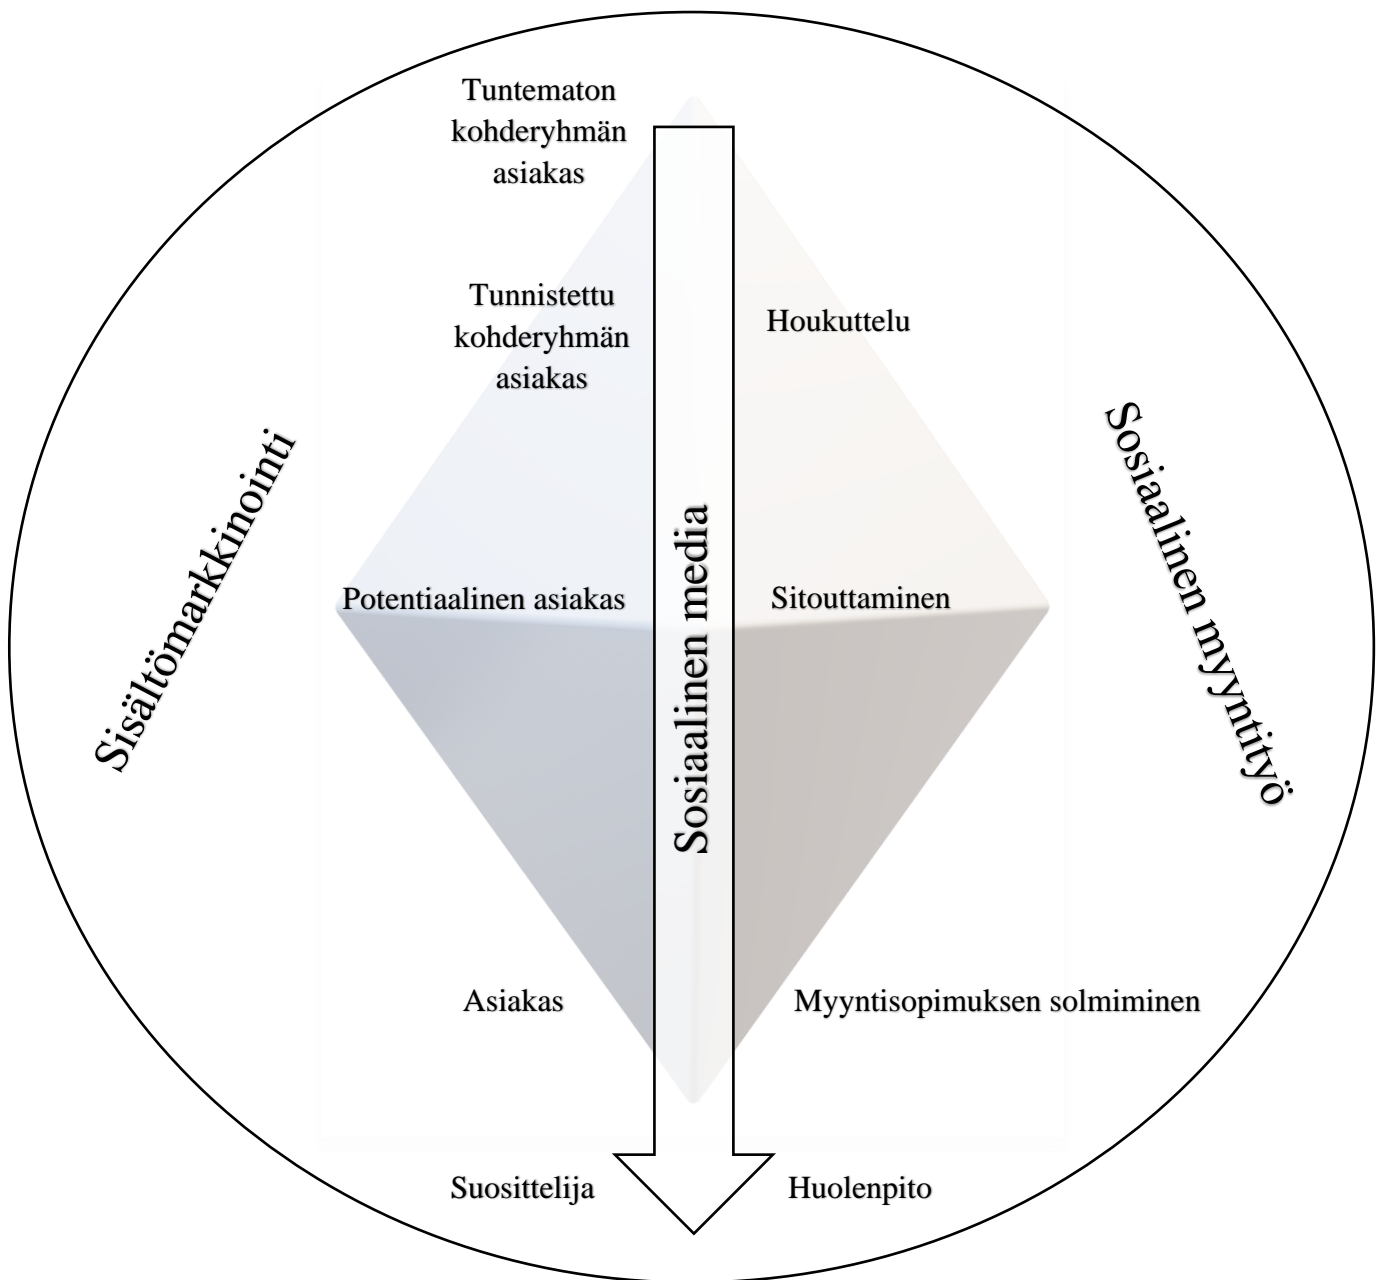 Tuntematon
kohderyhmän
asiakas
Tunnistettu
kohderyhmän
asiakas
Houkuttelu
Sisältömarkkinointi
Sosiaalinen myyntityö
Potentiaalinen asiakas
Sosiaalinen media
Sitouttaminen
Asiakas
Myyntisopimuksen solmiminen
Suosittelija
Huolenpito